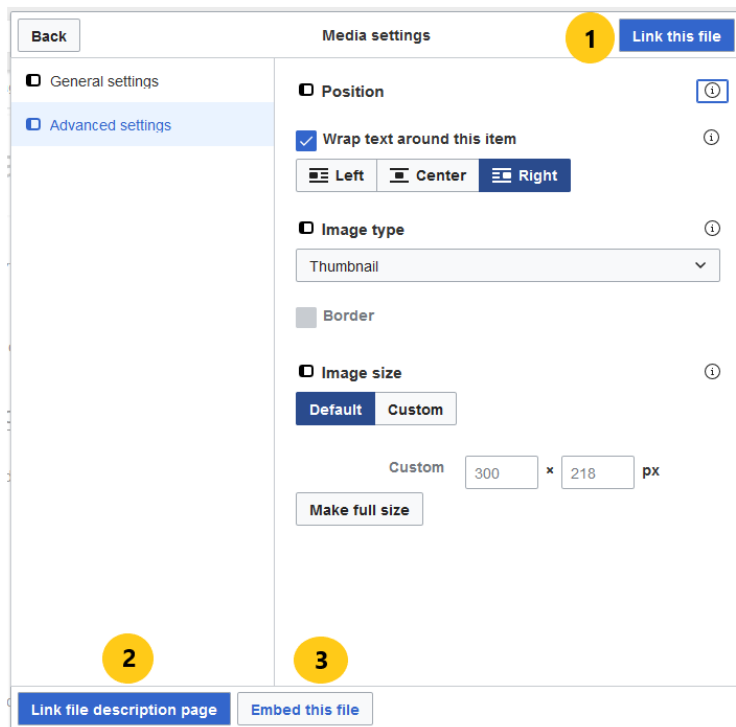 Back
Media settings
1
Link this file
General settings
Advanced settings
Position
Wrap text around this item
Left
Center
Right
Image type
Thumbnail
Border
Image size
Default
Custom
Custom 300 × 218 px
Make full size
2
3
Link file description page
Embed this file